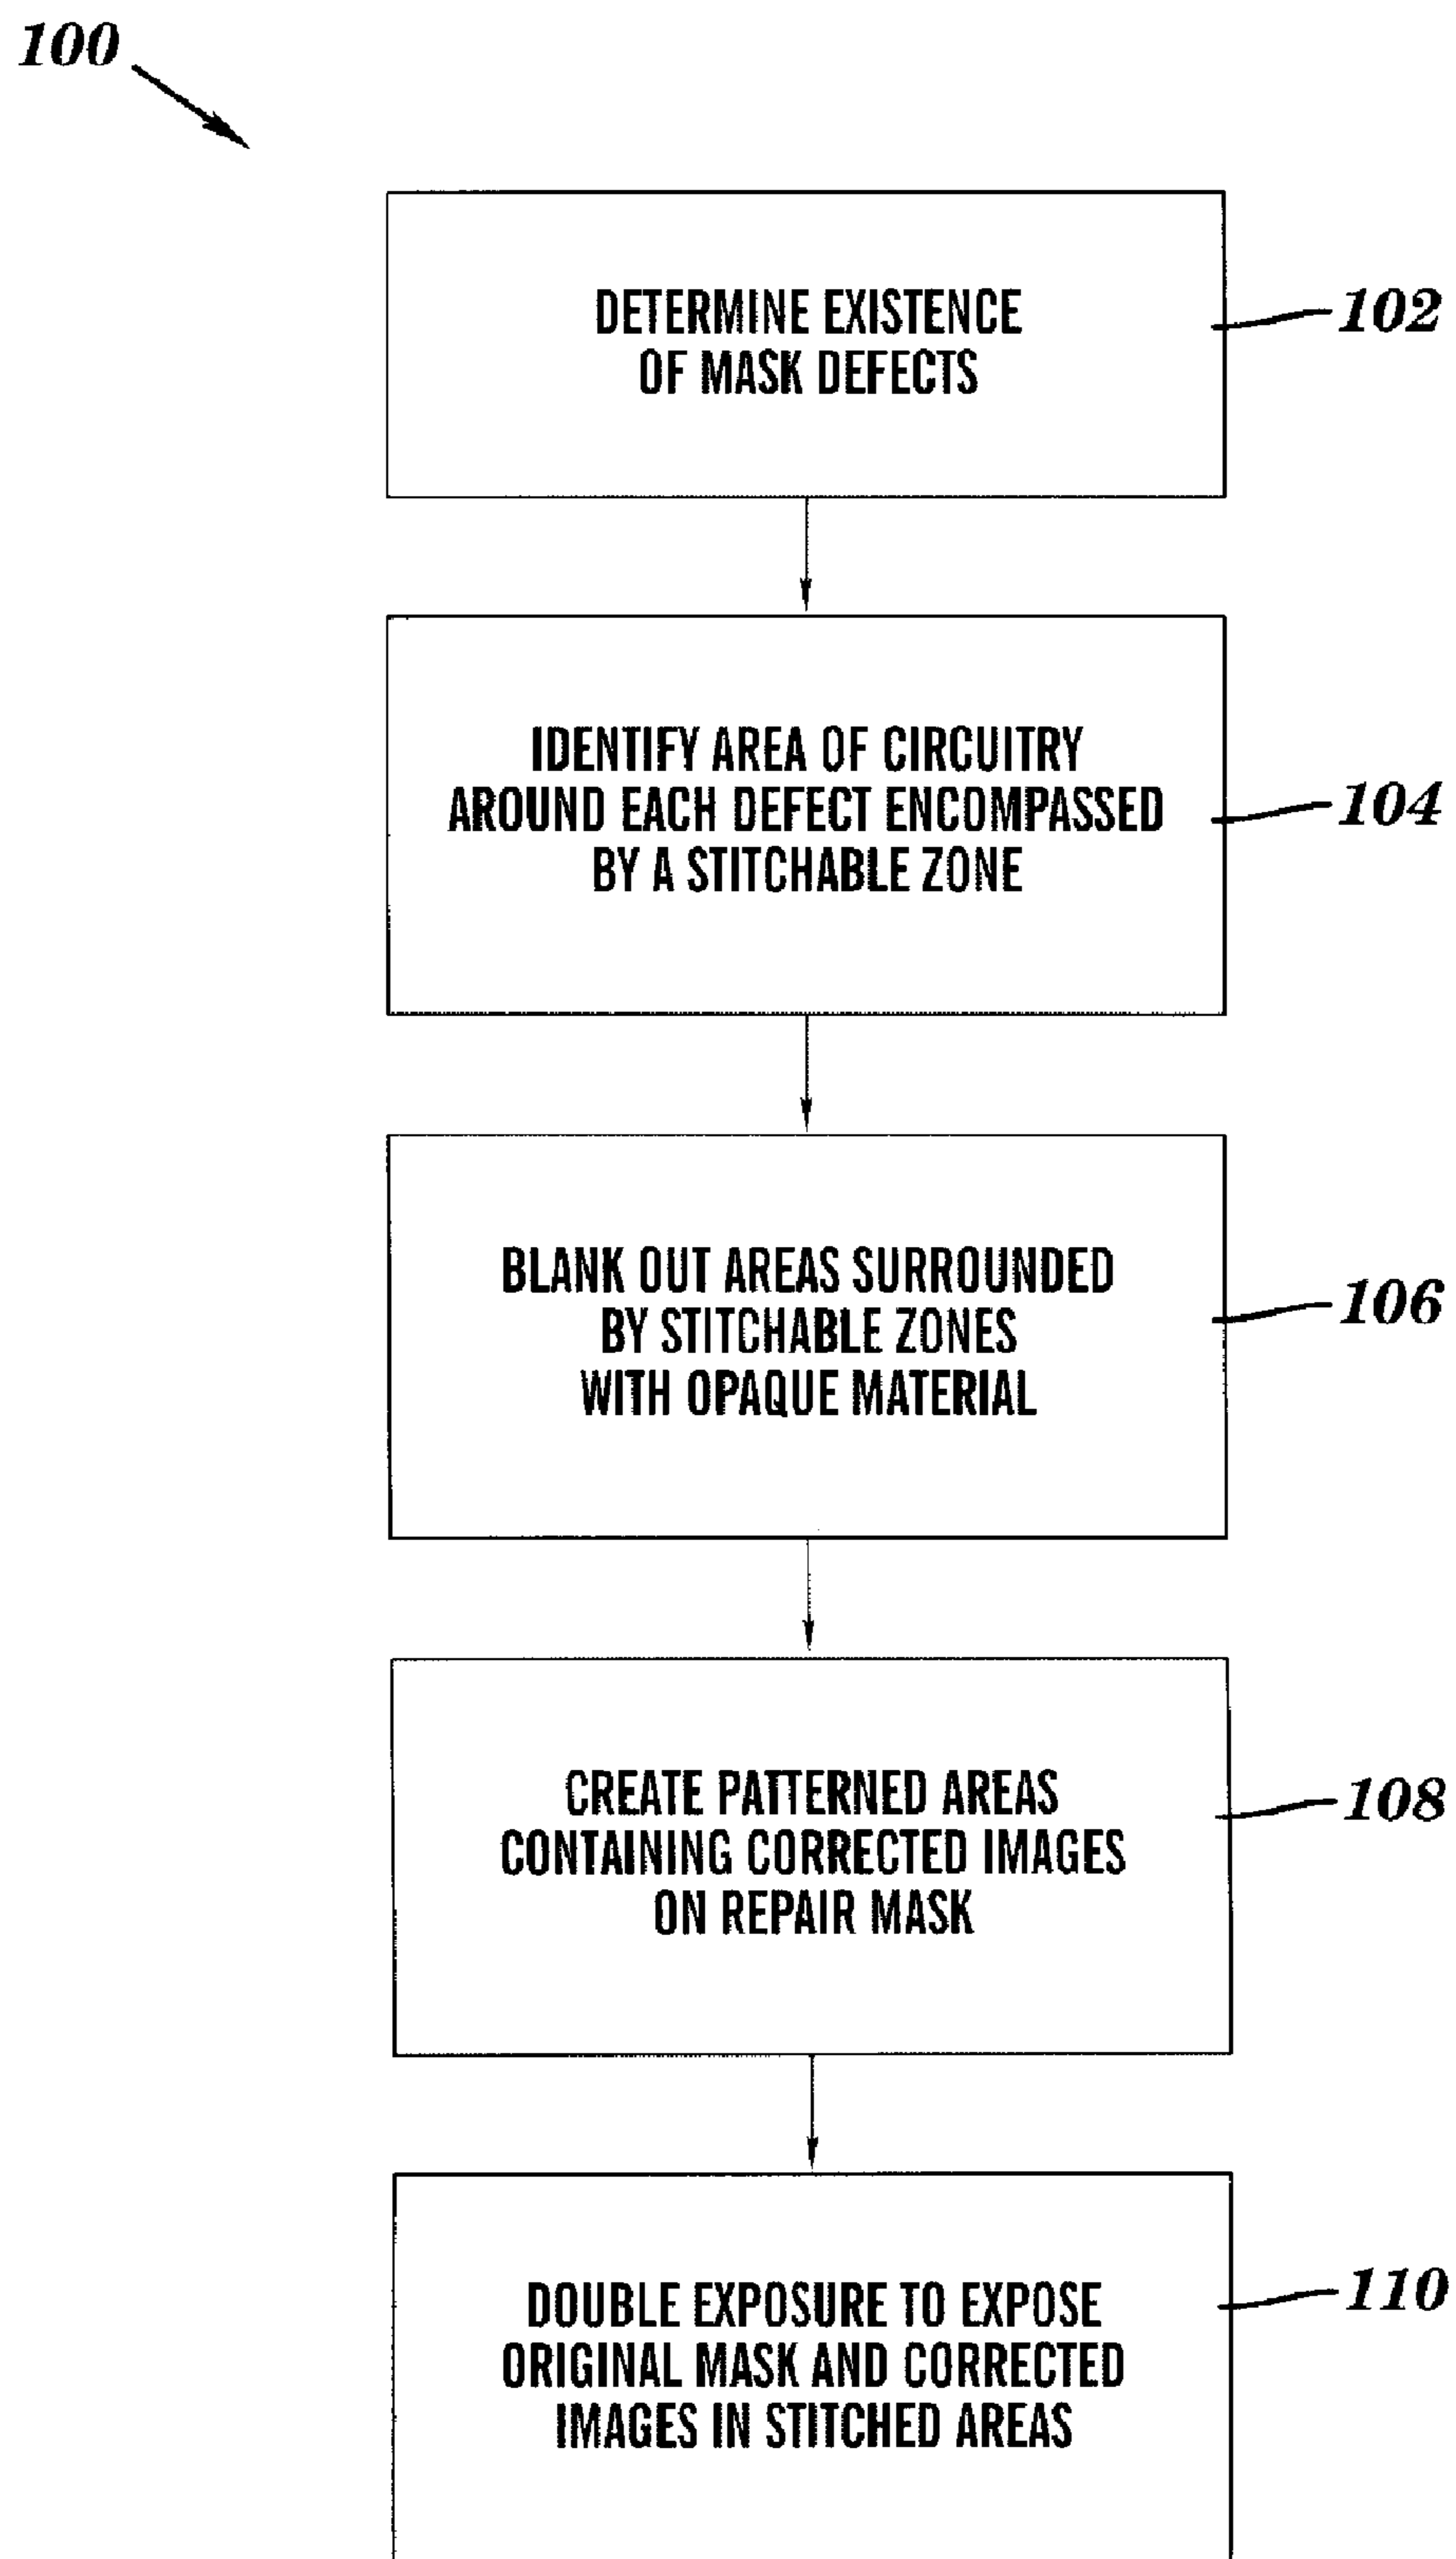 100
DETERMINE EXISTENCE
OF MASK DEFECTS
102
IDENTIFY AREA OF CIRCUITRY
AROUND EACH DEFECT ENCOMPASSED
BY A STITCHABLE ZONE
104
BLANK OUT AREAS SURROUNDED
BY STITCHABLE ZONES
WITH OPAQUE MATERIAL
106
CREATE PATTERNED AREAS
CONTAINING CORRECTED IMAGES
ON REPAIR MASK
108
DOUBLE EXPOSURE TO EXPOSE
ORIGINAL MASK AND CORRECTED
IMAGES IN STITCHED AREAS
110